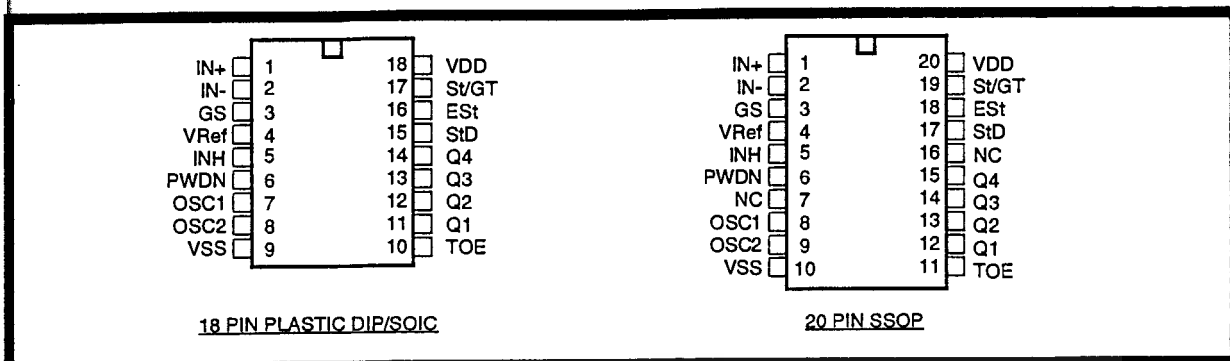 IN+ 1 18 VDD
IN- 2 17 St/GT
GS 3 16 ESt
VRef 4 15 StD
INH 5 14 Q4
PWDN 6 13 Q3
OSC1 7 12 Q2
OSC2 8 11 Q1
VSS 9 10 TOE
18 PIN PLASTIC DIP/SOIC
IN+ 1 20 VDD
IN- 2 19 St/GT
GS 3 18 ESt
VRef 4 17 StD
INH 5 16 NC
PWDN 6 15 Q4
NC 7 14 Q3
OSC1 8 13 Q2
OSC2 9 12 Q1
VSS 10 11 TOE
20 PIN SSOP